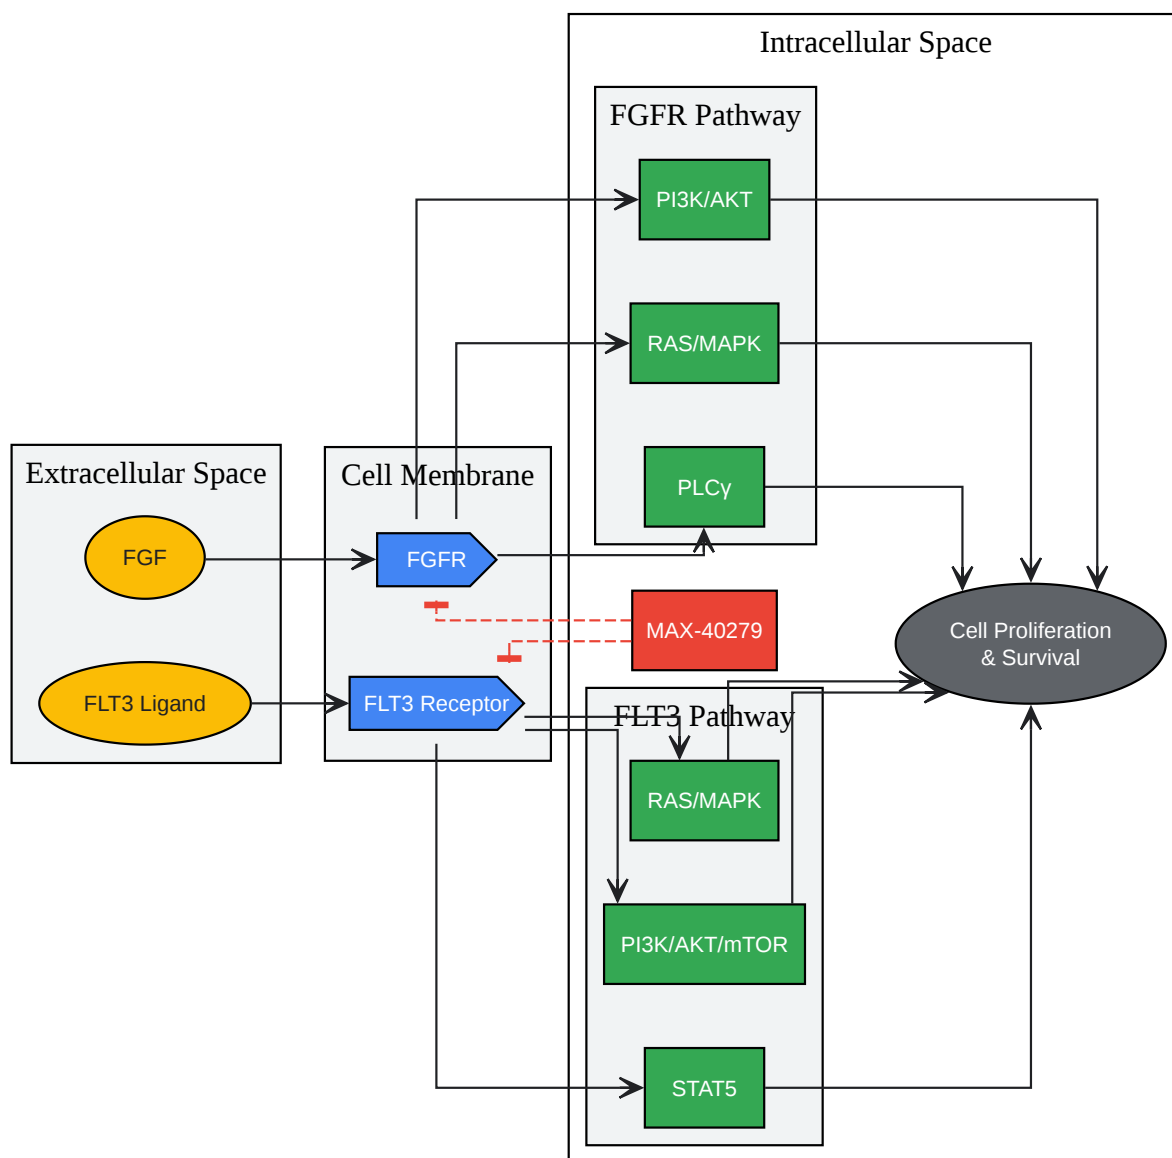 Intracellular Space
FGFR Pathway
PI3K/AKT
RAS/MAPK
PLCγ
Extracellular Space
FGF
FLT3 Ligand
Cell Membrane
FGFR
FLT3 Receptor
MAX-40279
Cell Proliferation
& Survival
FLT3 Pathway
RAS/MAPK
PI3K/AKT/mTOR
STAT5